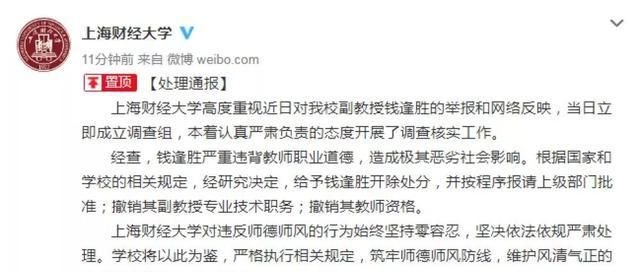 上海财经大学
11分钟前 来自 微博 weibo.com
置顶 【处理通报】
上海财经大学高度重视近日对我校副教授钱逢胜的举报和网络反映，当日立
即成立调查组，本着认真严肃负责的态度开展了调查核实工作。
经查，钱逢胜严重违背教师职业道德，造成极其恶劣社会影响。根据国家和
学校的相关规定，经研究决定，给予钱逢胜开除处分，并按程序报请上级部门批
准；撤销其副教授专业技术职务；撤销其教师资格。
上海财经大学对违反师德师风的行为始终坚持零容忍，坚决依法依规严肃处
理。学校将以此为鉴，严格执行相关规定，筑牢师德师风防线，维护风清气正的